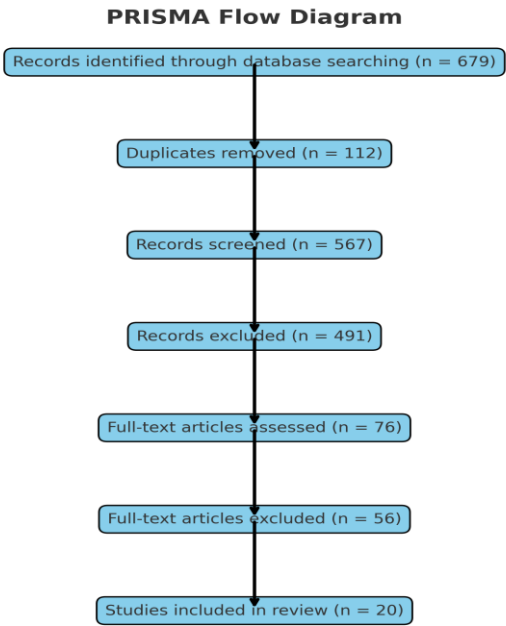 PRISMA Flow Diagram
Records identified through database searching (n = 679)
Duplicates removed (n = 112)
Records screened (n = 567)
Records excluded (n = 491)
Full-text articles assessed (n = 76)
Full-text articles excluded (n = 56)
Studies included in review (n = 20)